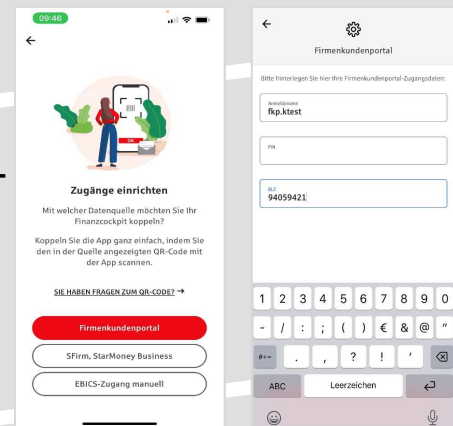 09:46
Zugänge einrichten
Mit welcher Datenquelle möchten Sie Ihr
Finanzcockpit koppeln?
Koppeln Sie die App ganz einfach, indem Sie
den in der Quelle angezeigten QR-Code mit
der App scannen.
SIE HABEN FRAGEN ZUM QR-CODE? →
Firmenkundenportal
SFirm, StarMoney Business
EBICS-Zugang manuell
Firmenkundenportal
Bitte hinterlegen Sie hier Ihre Firmenkundenportal-Zugangsdaten:
Anmeldename
fkp.ktest
PIN
BLZ
94059421
1 2 3 4 5 6 7 8 9 0
- / : ; ( ) € & @ "
#+= . , ? ! '
ABC Leerzeichen